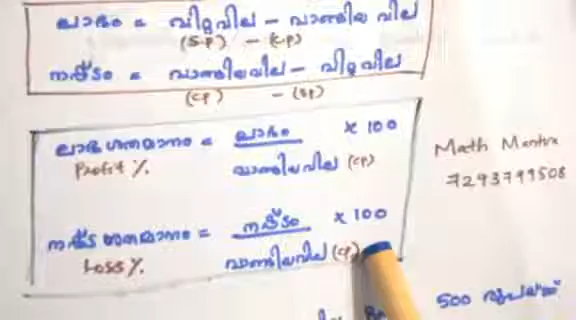 ലാഭം = വിറ്റവില - വാങ്ങിയ വില
(SP) - (CP)
നഷ്ടം = വാങ്ങിയവില - വിറ്റവില
(CP) - (SP)
ലാഭശതമാനം = ലാഭം × 100
Profit %. വാങ്ങിയവില (CP)
Math Mantra
7293799508
നഷ്ടശതമാനം = നഷ്ടം × 100
Loss %. വാങ്ങിയവില (CP)
500 രൂപയ്ക്ക്